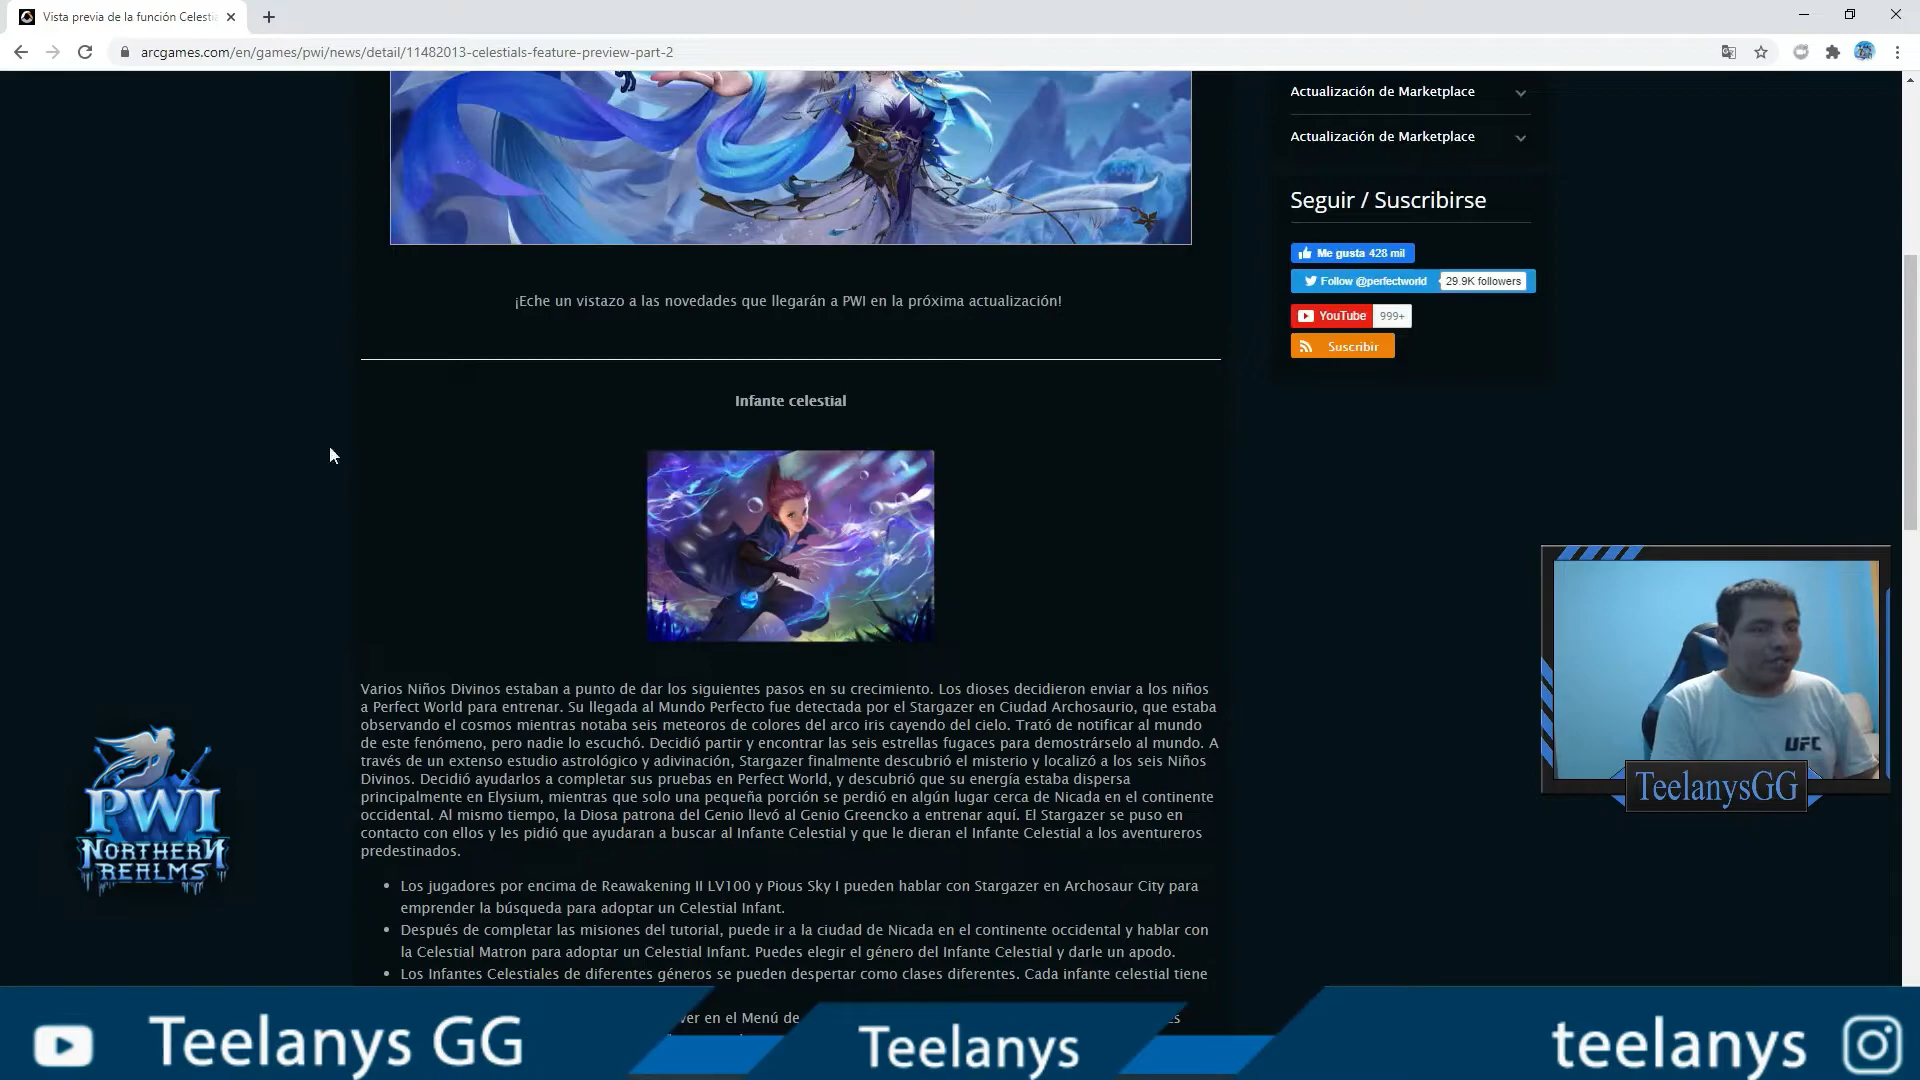 Vista previa de la función Celestia
arcgames.com/en/games/pwi/news/detail/11482013-celestials-feature-preview-part-2
Actualización de Marketplace
Actualización de Marketplace
Seguir / Suscribirse
Me gusta 428 mil
Follow @perfectworld
29.9K followers
YouTube
999+
Suscribir
¡Eche un vistazo a las novedades que llegarán a PWI en la próxima actualización!
Infante celestial
Varios Niños Divinos estaban a punto de dar los siguientes pasos en su crecimiento. Los dioses decidieron enviar a los niños
a Perfect World para entrenar. Su llegada al Mundo Perfecto fue detectada por el Stargazer en Ciudad Archosaurio, que estaba
observando el cosmos mientras notaba seis meteoros de colores del arco iris cayendo del cielo. Trató de notificar al mundo
de este fenómeno, pero nadie lo escuchó. Decidió partir y encontrar las seis estrellas fugaces para demostrárselo al mundo. A
través de un extenso estudio astrológico y adivinación, Stargazer finalmente descubrió el misterio y localizó a los seis Niños
Divinos. Decidió ayudarlos a completar sus pruebas en Perfect World, y descubrió que su energía estaba dispersa
principalmente en Elysium, mientras que solo una pequeña porción se perdió en algún lugar cerca de Nicada en el continente
occidental. Al mismo tiempo, la Diosa patrona del Genio llevó al Genio Greencko a entrenar aquí. El Stargazer se puso en
contacto con ellos y les pidió que ayudaran a buscar al Infante Celestial y que le dieran el Infante Celestial a los aventureros
predestinados.
Los jugadores por encima de Reawakening II LV100 y Pious Sky I pueden hablar con Stargazer en Archosaur City para
emprender la búsqueda para adoptar un Celestial Infant.
Después de completar las misiones del tutorial, puede ir a la ciudad de Nicada en el continente occidental y hablar con
la Celestial Matron para adoptar un Celestial Infant. Puedes elegir el género del Infante Celestial y darle un apodo.
Los Infantes Celestiales de diferentes géneros se pueden despertar como clases diferentes. Cada infante celestial tiene
ver en el Menú de
PWI
NORTHERN
REALMS
UFC
TeelanysGG
Teelanys GG
Teelanys
teelanys